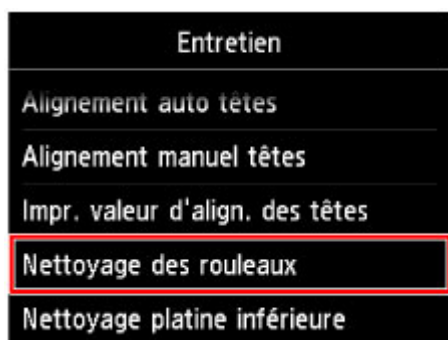 Entretien
Alignement auto têtes
Alignement manuel têtes
Impr. valeur d'align. des têtes
Nettoyage des rouleaux
Nettoyage platine inférieure